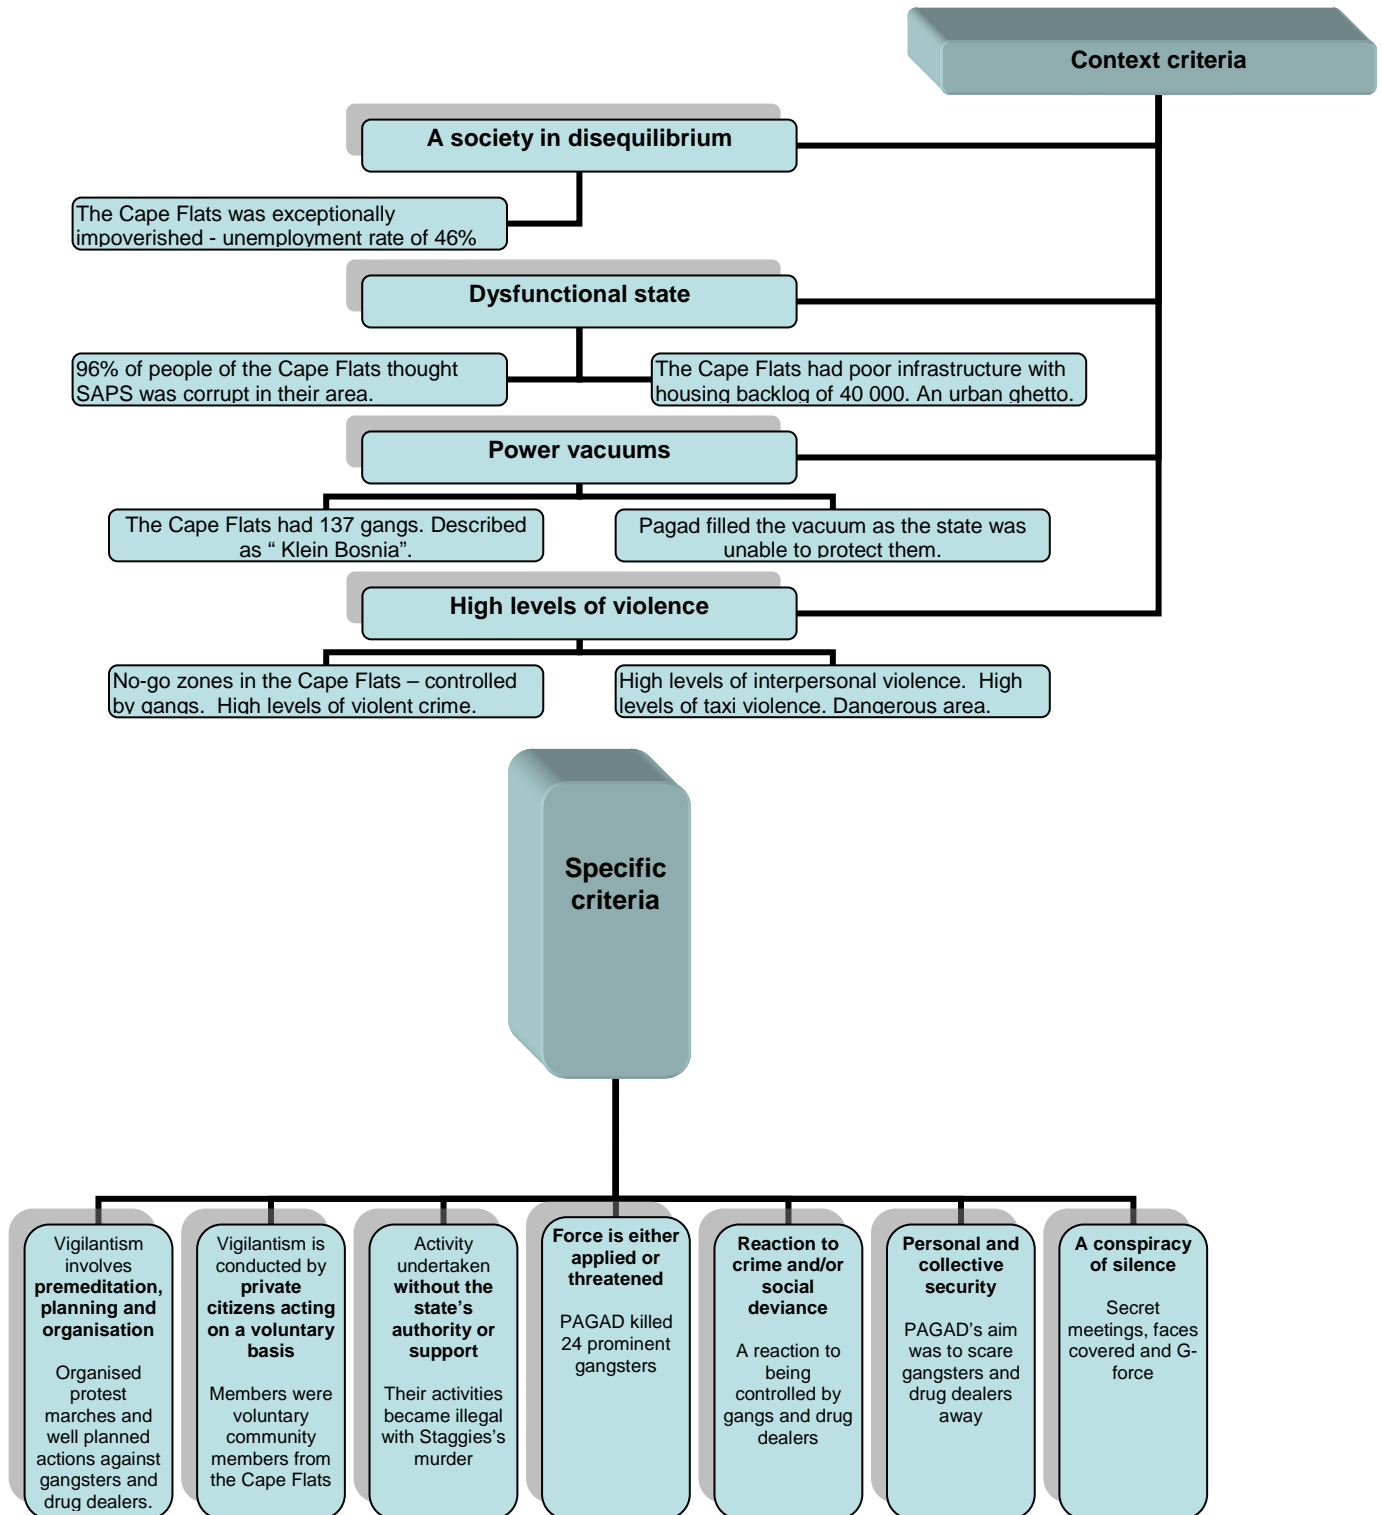 Context criteria
A society in disequilibrium
The Cape Flats was exceptionally
impoverished - unemployment rate of 46%
Dysfunctional state
96% of people of the Cape Flats thought
SAPS was corrupt in their area.
The Cape Flats had poor infrastructure with
housing backlog of 40 000. An urban ghetto.
Power vacuums
The Cape Flats had 137 gangs. Described
as “ Klein Bosnia”.
Pagad filled the vacuum as the state was
unable to protect them.
High levels of violence
No-go zones in the Cape Flats – controlled
by gangs.  High levels of violent crime.
High levels of interpersonal violence.  High
levels of taxi violence. Dangerous area.
Specific
criteria
Vigilantism
involves
premeditation,
planning and
organisation
Organised
protest
marches and
well planned
actions against
gangsters and
drug dealers.
Vigilantism is
conducted by
private
citizens acting
on a voluntary
basis
Members were
voluntary
community
members from
the Cape Flats
Activity
undertaken
without the
state’s
authority or
support
Their activities
became illegal
with Staggies’s
murder
Force is either
applied or
threatened
PAGAD killed
24 prominent
gangsters
Reaction to
crime and/or
social
deviance
A reaction to
being
controlled by
gangs and drug
dealers
Personal and
collective
security
PAGAD’s aim
was to scare
gangsters and
drug dealers
away
A conspiracy
of silence
Secret
meetings, faces
covered and G-
force